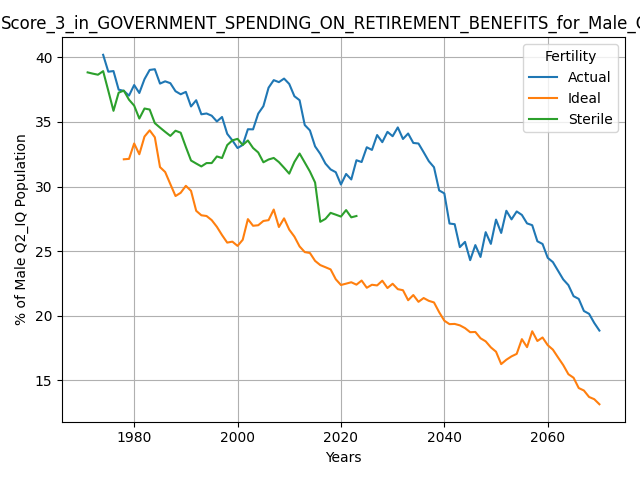 Score_3_in_GOVERNMENT_SPENDING_ON_RETIREMENT_BENEFITS_for_Male_
Fertility
Actual
Ideal
Sterile
% of Male Q2_IQ Population
40
35
30
25
20
15
1980
2000
2020
2040
2060
Years